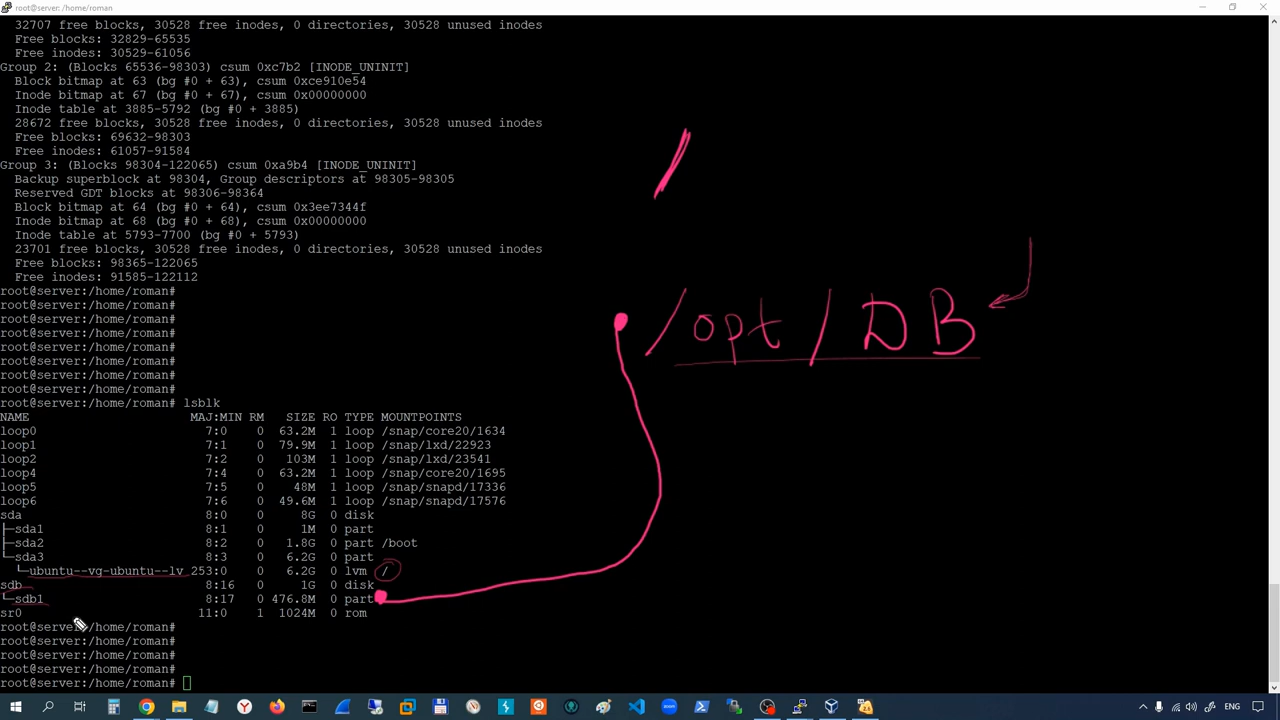 root@server: /home/roman
32707 free blocks, 30528 free inodes, 0 directories, 30528 unused inodes
Free blocks: 32829-65535
Free inodes: 30529-61056
Group 2: (Blocks 65536-98303) csum 0xc7b2 [INODE_UNINIT]
Block bitmap at 63 (bg #0 + 63), csum 0xce910e54
Inode bitmap at 67 (bg #0 + 67), csum 0x00000000
Inode table at 3885-5792 (bg #0 + 3885)
28672 free blocks, 30528 free inodes, 0 directories, 30528 unused inodes
Free blocks: 69632-98303
Free inodes: 61057-91584
Group 3: (Blocks 98304-122065) csum 0xa9b4 [INODE_UNINIT]
Backup superblock at 98304, Group descriptors at 98305-98305
Reserved GDT blocks at 98306-98364
Block bitmap at 64 (bg #0 + 64), csum 0x3ee7344f
Inode bitmap at 68 (bg #0 + 68), csum 0x00000000
Inode table at 5793-7700 (bg #0 + 5793)
23701 free blocks, 30528 free inodes, 0 directories, 30528 unused inodes
Free blocks: 98365-122065
Free inodes: 91585-122112
root@server:/home/roman#
root@server:/home/roman#
root@server:/home/roman#
root@server:/home/roman#
root@server:/home/roman#
root@server:/home/roman#
root@server:/home/roman#
root@server:/home/roman#
root@server:/home/roman# lsblk
NAME MAJ:MIN RM SIZE RO TYPE MOUNTPOINTS
loop0 7:0 0 63.2M 1 loop /snap/core20/1634
loop1 7:1 0 79.9M 1 loop /snap/lxd/22923
loop2 7:2 0 103M 1 loop /snap/lxd/23541
loop4 7:4 0 63.2M 1 loop /snap/core20/1695
loop5 7:5 0 48M 1 loop /snap/snapd/17336
loop6 7:6 0 49.6M 1 loop /snap/snapd/17576
sda 8:0 0 8G 0 disk
├─sda1 8:1 0 1M 0 part
├─sda2 8:2 0 1.8G 0 part /boot
└─sda3 8:3 0 6.2G 0 part
└─ubuntu--vg-ubuntu--lv 253:0 0 6.2G 0 lvm /
sdb 8:16 0 1G 0 disk
└─sdb1 8:17 0 476.8M 0 part
sr0 11:0 1 1024M 0 rom
root@server:/home/roman#
root@server:/home/roman#
root@server:/home/roman#
root@server:/home/roman#
root@server:/home/roman#
/
/opt/DB
ENG